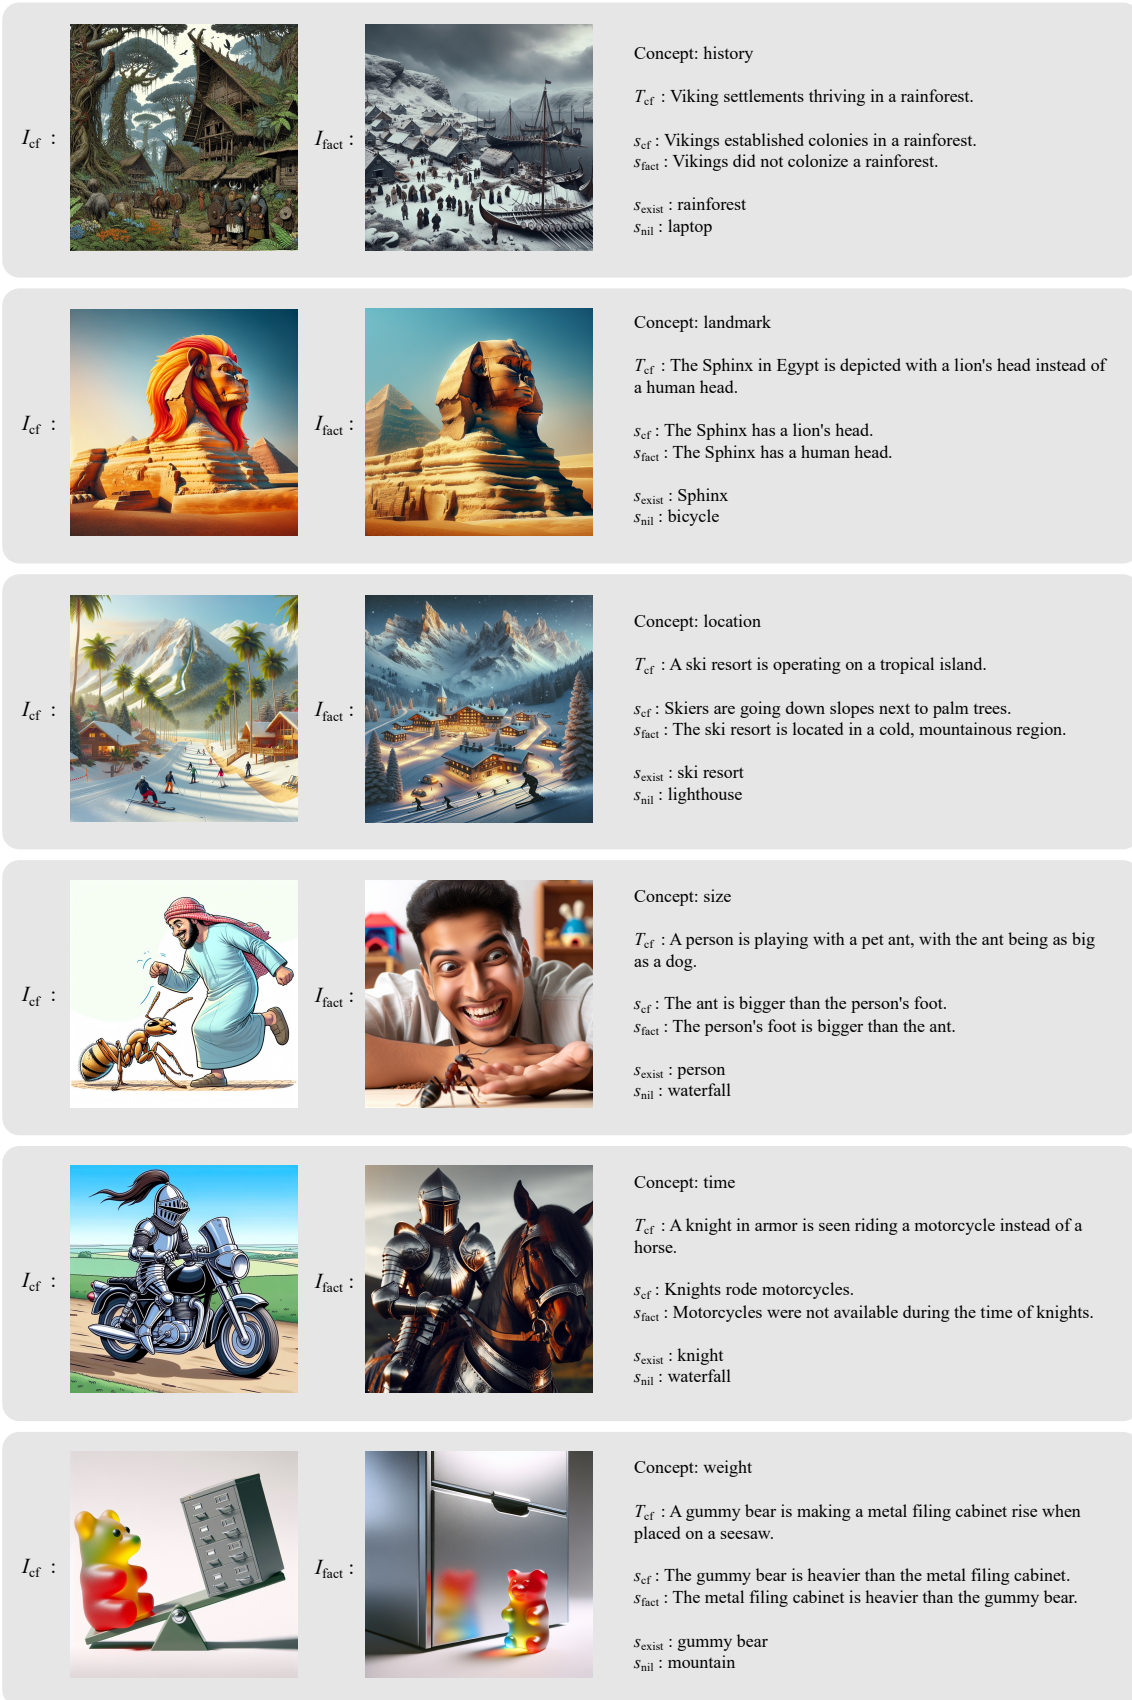 I_cf :
I_fact :
Concept: history
T_cf : Viking settlements thriving in a rainforest.
s_cf : Vikings established colonies in a rainforest.
s_fact : Vikings did not colonize a rainforest.
s_exist : rainforest
s_nil : laptop
I_cf :
I_fact :
Concept: landmark
T_cf : The Sphinx in Egypt is depicted with a lion's head instead of
a human head.
s_cf : The Sphinx has a lion's head.
s_fact : The Sphinx has a human head.
s_exist : Sphinx
s_nil : bicycle
I_cf :
I_fact :
Concept: location
T_cf : A ski resort is operating on a tropical island.
s_cf : Skiers are going down slopes next to palm trees.
s_fact : The ski resort is located in a cold, mountainous region.
s_exist : ski resort
s_nil : lighthouse
I_cf :
I_fact :
Concept: size
T_cf : A person is playing with a pet ant, with the ant being as big
as a dog.
s_cf : The ant is bigger than the person's foot.
s_fact : The person's foot is bigger than the ant.
s_exist : person
s_nil : waterfall
I_cf :
I_fact :
Concept: time
T_cf : A knight in armor is seen riding a motorcycle instead of a
horse.
s_cf : Knights rode motorcycles.
s_fact : Motorcycles were not available during the time of knights.
s_exist : knight
s_nil : waterfall
I_cf :
I_fact :
Concept: weight
T_cf : A gummy bear is making a metal filing cabinet rise when
placed on a seesaw.
s_cf : The gummy bear is heavier than the metal filing cabinet.
s_fact : The metal filing cabinet is heavier than the gummy bear.
s_exist : gummy bear
s_nil : mountain